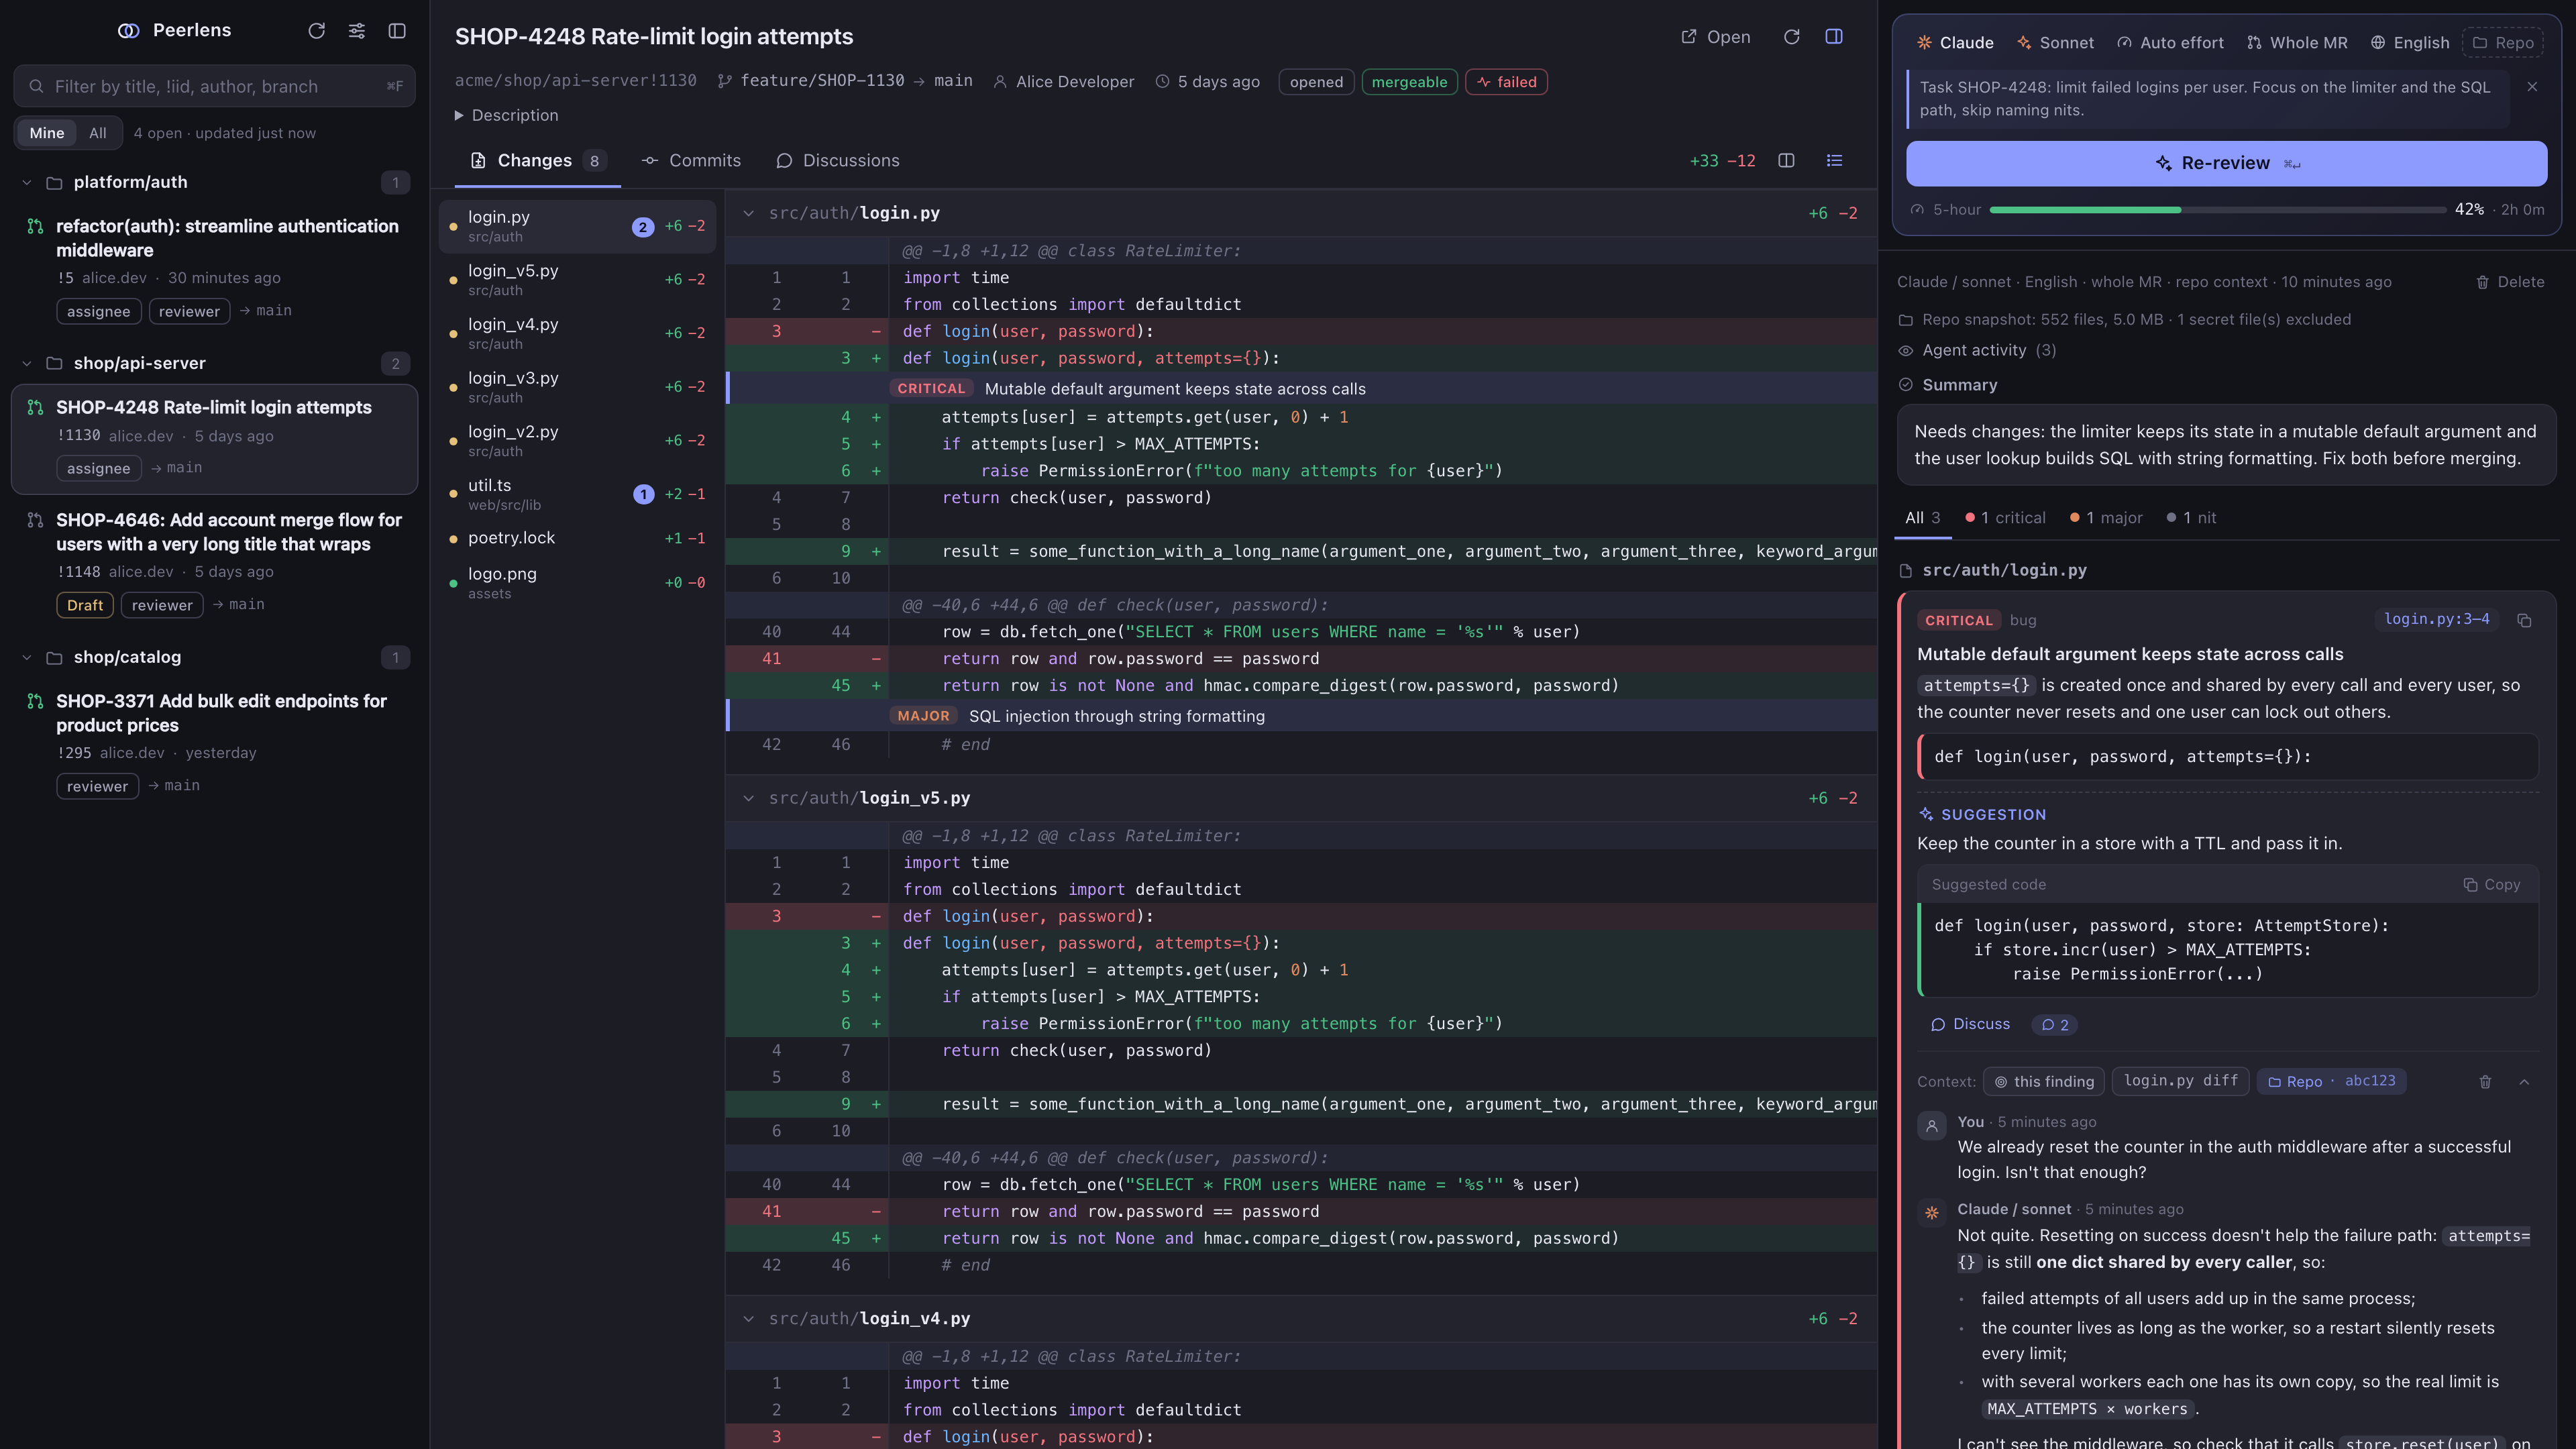 Peerlens
Filter by title, !iid, author, branch ⌘F
Mine All 4 open · updated just now
platform/auth 1
refactor(auth): streamline authentication
middleware
!5 alice.dev · 30 minutes ago
assignee reviewer → main
shop/api-server 2
SHOP-4248 Rate-limit login attempts
!1130 alice.dev · 5 days ago
assignee → main
SHOP-4646: Add account merge flow for
users with a very long title that wraps
!1148 alice.dev · 5 days ago
Draft reviewer → main
shop/catalog 1
SHOP-3371 Add bulk edit endpoints for
product prices
!295 alice.dev · yesterday
reviewer → main
SHOP-4248 Rate-limit login attempts
Open
acme/shop/api-server!1130 feature/SHOP-1130 → main Alice Developer 5 days ago opened mergeable failed
Description
Changes 8 Commits Discussions +33 −12
login.py 2 +6 −2
src/auth
login_v5.py +6 −2
src/auth
login_v4.py +6 −2
src/auth
login_v3.py +6 −2
src/auth
login_v2.py +6 −2
src/auth
util.ts 1 +2 −1
web/src/lib
poetry.lock +1 −1
logo.png +0 −0
assets
src/auth/login.py +6 −2
@@ −1,8 +1,12 @@ class RateLimiter:
1 1 import time
2 2 from collections import defaultdict
3 − def login(user, password):
3 + def login(user, password, attempts={}):
CRITICAL Mutable default argument keeps state across calls
4 + attempts[user] = attempts.get(user, 0) + 1
5 + if attempts[user] > MAX_ATTEMPTS:
6 + raise PermissionError(f"too many attempts for {user}")
4 7 return check(user, password)
5 8
9 + result = some_function_with_a_long_name(argument_one, argument_two, argument_three, keyword_argum
6 10
@@ −40,6 +44,6 @@ def check(user, password):
40 44 row = db.fetch_one("SELECT * FROM users WHERE name = '%s'" % user)
41 − return row and row.password == password
45 + return row is not None and hmac.compare_digest(row.password, password)
MAJOR SQL injection through string formatting
42 46 # end
src/auth/login_v5.py +6 −2
@@ −1,8 +1,12 @@ class RateLimiter:
1 1 import time
2 2 from collections import defaultdict
3 − def login(user, password):
3 + def login(user, password, attempts={}):
4 + attempts[user] = attempts.get(user, 0) + 1
5 + if attempts[user] > MAX_ATTEMPTS:
6 + raise PermissionError(f"too many attempts for {user}")
4 7 return check(user, password)
5 8
9 + result = some_function_with_a_long_name(argument_one, argument_two, argument_three, keyword_argum
6 10
@@ −40,6 +44,6 @@ def check(user, password):
40 44 row = db.fetch_one("SELECT * FROM users WHERE name = '%s'" % user)
41 − return row and row.password == password
45 + return row is not None and hmac.compare_digest(row.password, password)
42 46 # end
src/auth/login_v4.py +6 −2
@@ −1,8 +1,12 @@ class RateLimiter:
1 1 import time
2 2 from collections import defaultdict
3 − def login(user, password):
Claude Sonnet Auto effort Whole MR English Repo
Task SHOP-4248: limit failed logins per user. Focus on the limiter and the SQL
path, skip naming nits.
Re-review ⌘↵
5-hour 42% · 2h 0m
Claude / sonnet · English · whole MR · repo context · 10 minutes ago Delete
Repo snapshot: 552 files, 5.0 MB · 1 secret file(s) excluded
Agent activity (3)
Summary
Needs changes: the limiter keeps its state in a mutable default argument and
the user lookup builds SQL with string formatting. Fix both before merging.
All 3 1 critical 1 major 1 nit
src/auth/login.py
CRITICAL bug login.py:3–4
Mutable default argument keeps state across calls
attempts={} is created once and shared by every call and every user, so
the counter never resets and one user can lock out others.
def login(user, password, attempts={}):
SUGGESTION
Keep the counter in a store with a TTL and pass it in.
Suggested code Copy
def login(user, password, store: AttemptStore):
if store.incr(user) > MAX_ATTEMPTS:
raise PermissionError(...)
Discuss 2
Context: this finding login.py diff Repo · abc123
You · 5 minutes ago
We already reset the counter in the auth middleware after a successful
login. Isn't that enough?
Claude / sonnet · 5 minutes ago
Not quite. Resetting on success doesn't help the failure path: attempts=
{} is still one dict shared by every caller, so:
· failed attempts of all users add up in the same process;
· the counter lives as long as the worker, so a restart silently resets
every limit;
· with several workers each one has its own copy, so the real limit is
MAX_ATTEMPTS × workers.
I can't see the middleware, so check that it calls store.reset(user) on